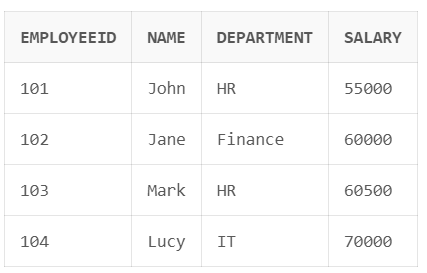 EMPLOYEEID NAME DEPARTMENT SALARY
101 John HR 55000
102 Jane Finance 60000
103 Mark HR 60500
104 Lucy IT 70000